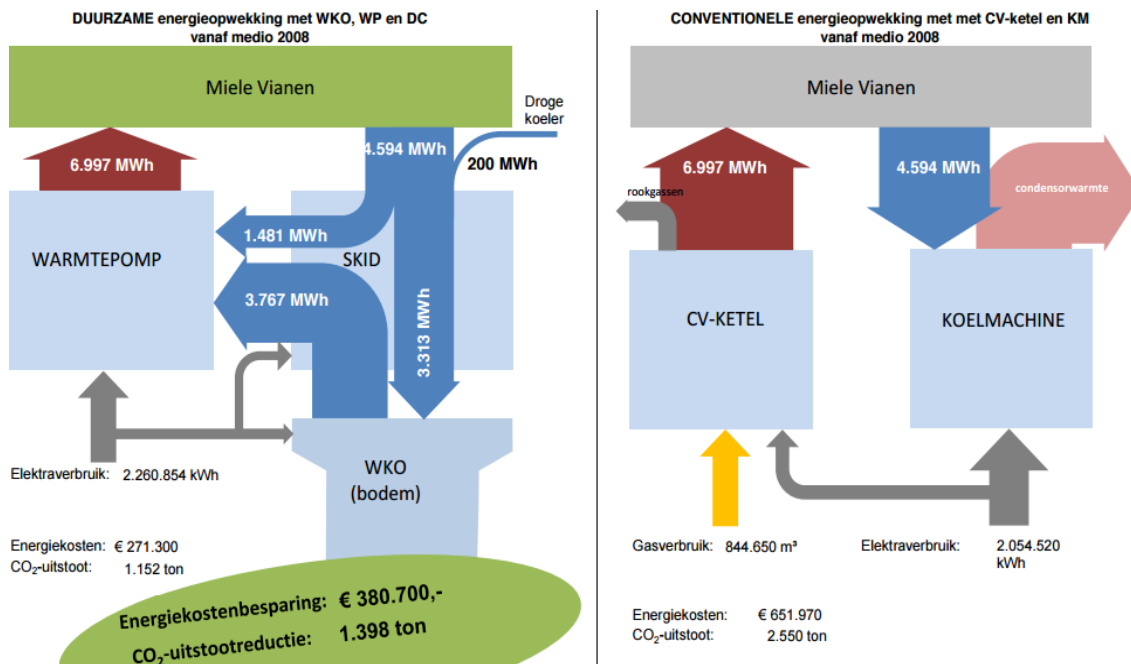 DUURZAME energieopwekking met WKO, WP en DC
vanaf medio 2008
Miele Vianen
Droge
koeler
4.594 MWh
200 MWh
6.997 MWh
1.481 MWh
WARMTEPOMP
SKID
3.767 MWh
3.313 MWh
Elektraverbruik: 2.260.854 kWh
WKO
(bodem)
Energiekosten: € 271.300
CO₂-uitstoot: 1.152 ton
Energiekostenbesparing: € 380.700,-
CO₂-uitstootreductie: 1.398 ton
CONVENTIONELE energieopwekking met met CV-ketel en KM
vanaf medio 2008
Miele Vianen
6.997 MWh
4.594 MWh
rookgassen
condensorwarmte
CV-KETEL
KOELMACHINE
Gasverbruik: 844.650 m³
Elektraverbruik: 2.054.520
kWh
Energiekosten: € 651.970
CO₂-uitstoot: 2.550 ton